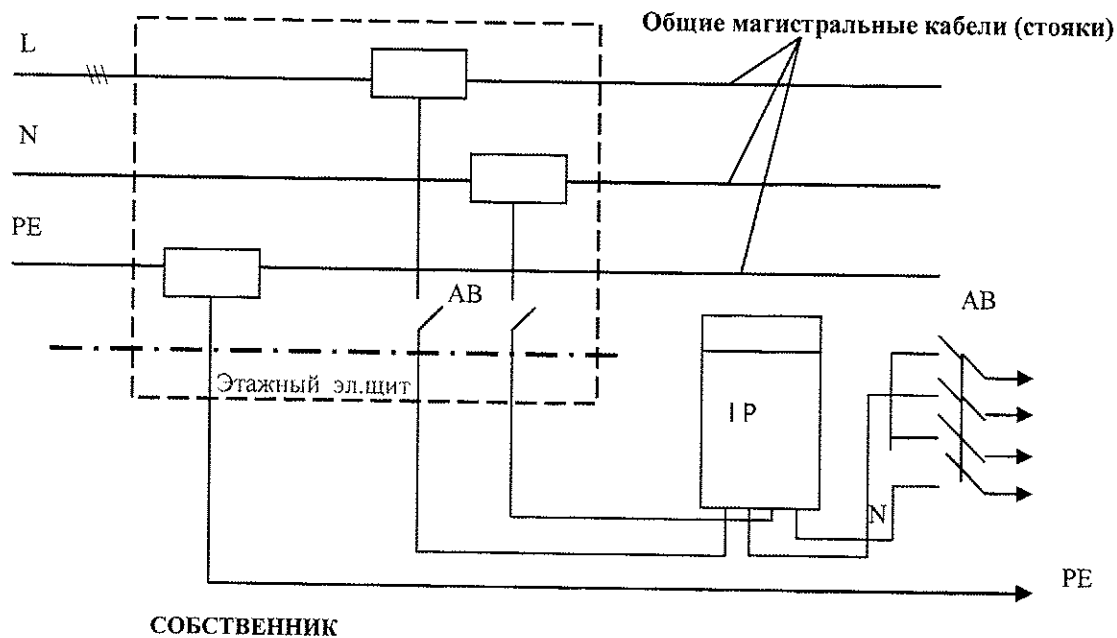 Общие магистральные кабели (стояки)
L
N
PE
АВ
АВ
Этажный эл.щит
I P
N
PE
СОБСТВЕННИК